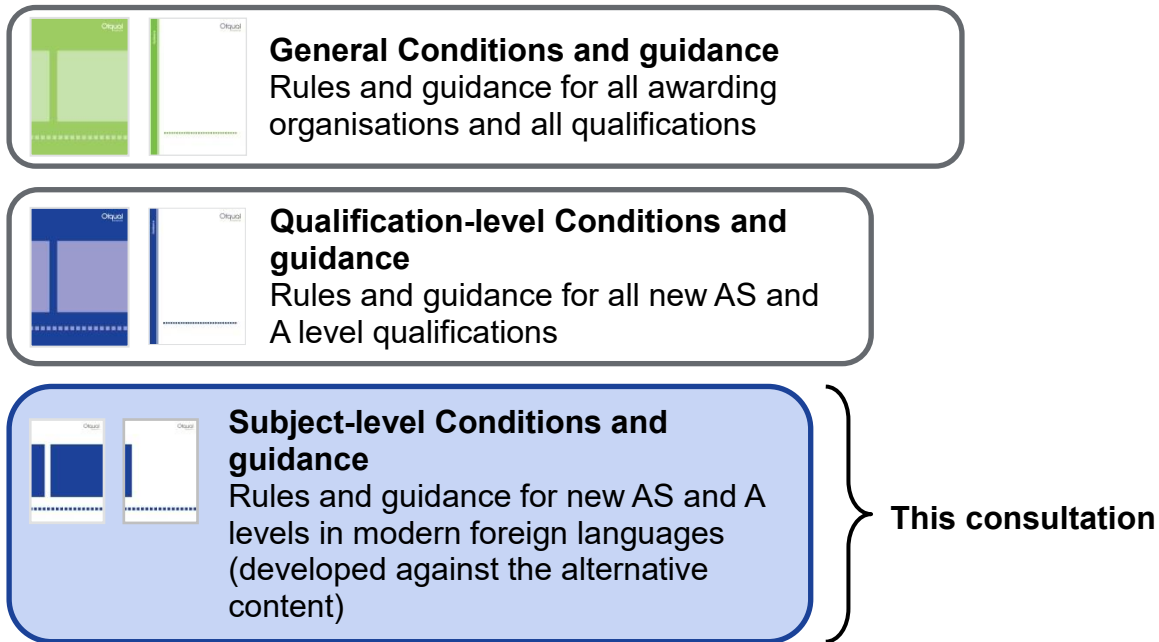 Ofqual
Ofqual
General Conditions and guidance
Rules and guidance for all awarding
organisations and all qualifications
Ofqual
Ofqual
Qualification-level Conditions and
guidance
Rules and guidance for all new AS and
A level qualifications
Ofqual
Ofqual
Subject-level Conditions and
guidance
Rules and guidance for new AS and A
levels in modern foreign languages
(developed against the alternative
content)
This consultation